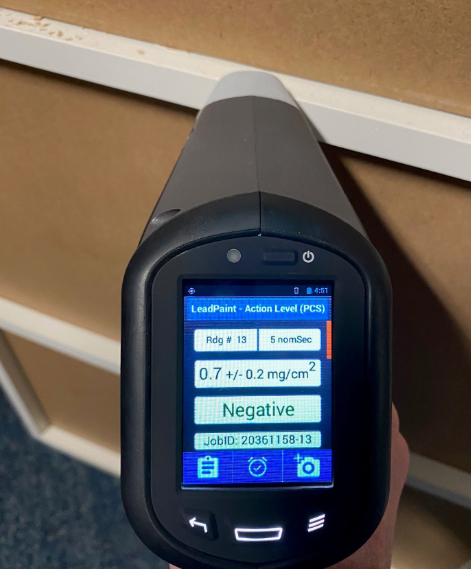 4:51
LeadPaint - Action Level (PCS)
Rdg # 13 5 nomSec
0.7 +/- 0.2 mg/cm2
Negative
JobID: 20361158-13